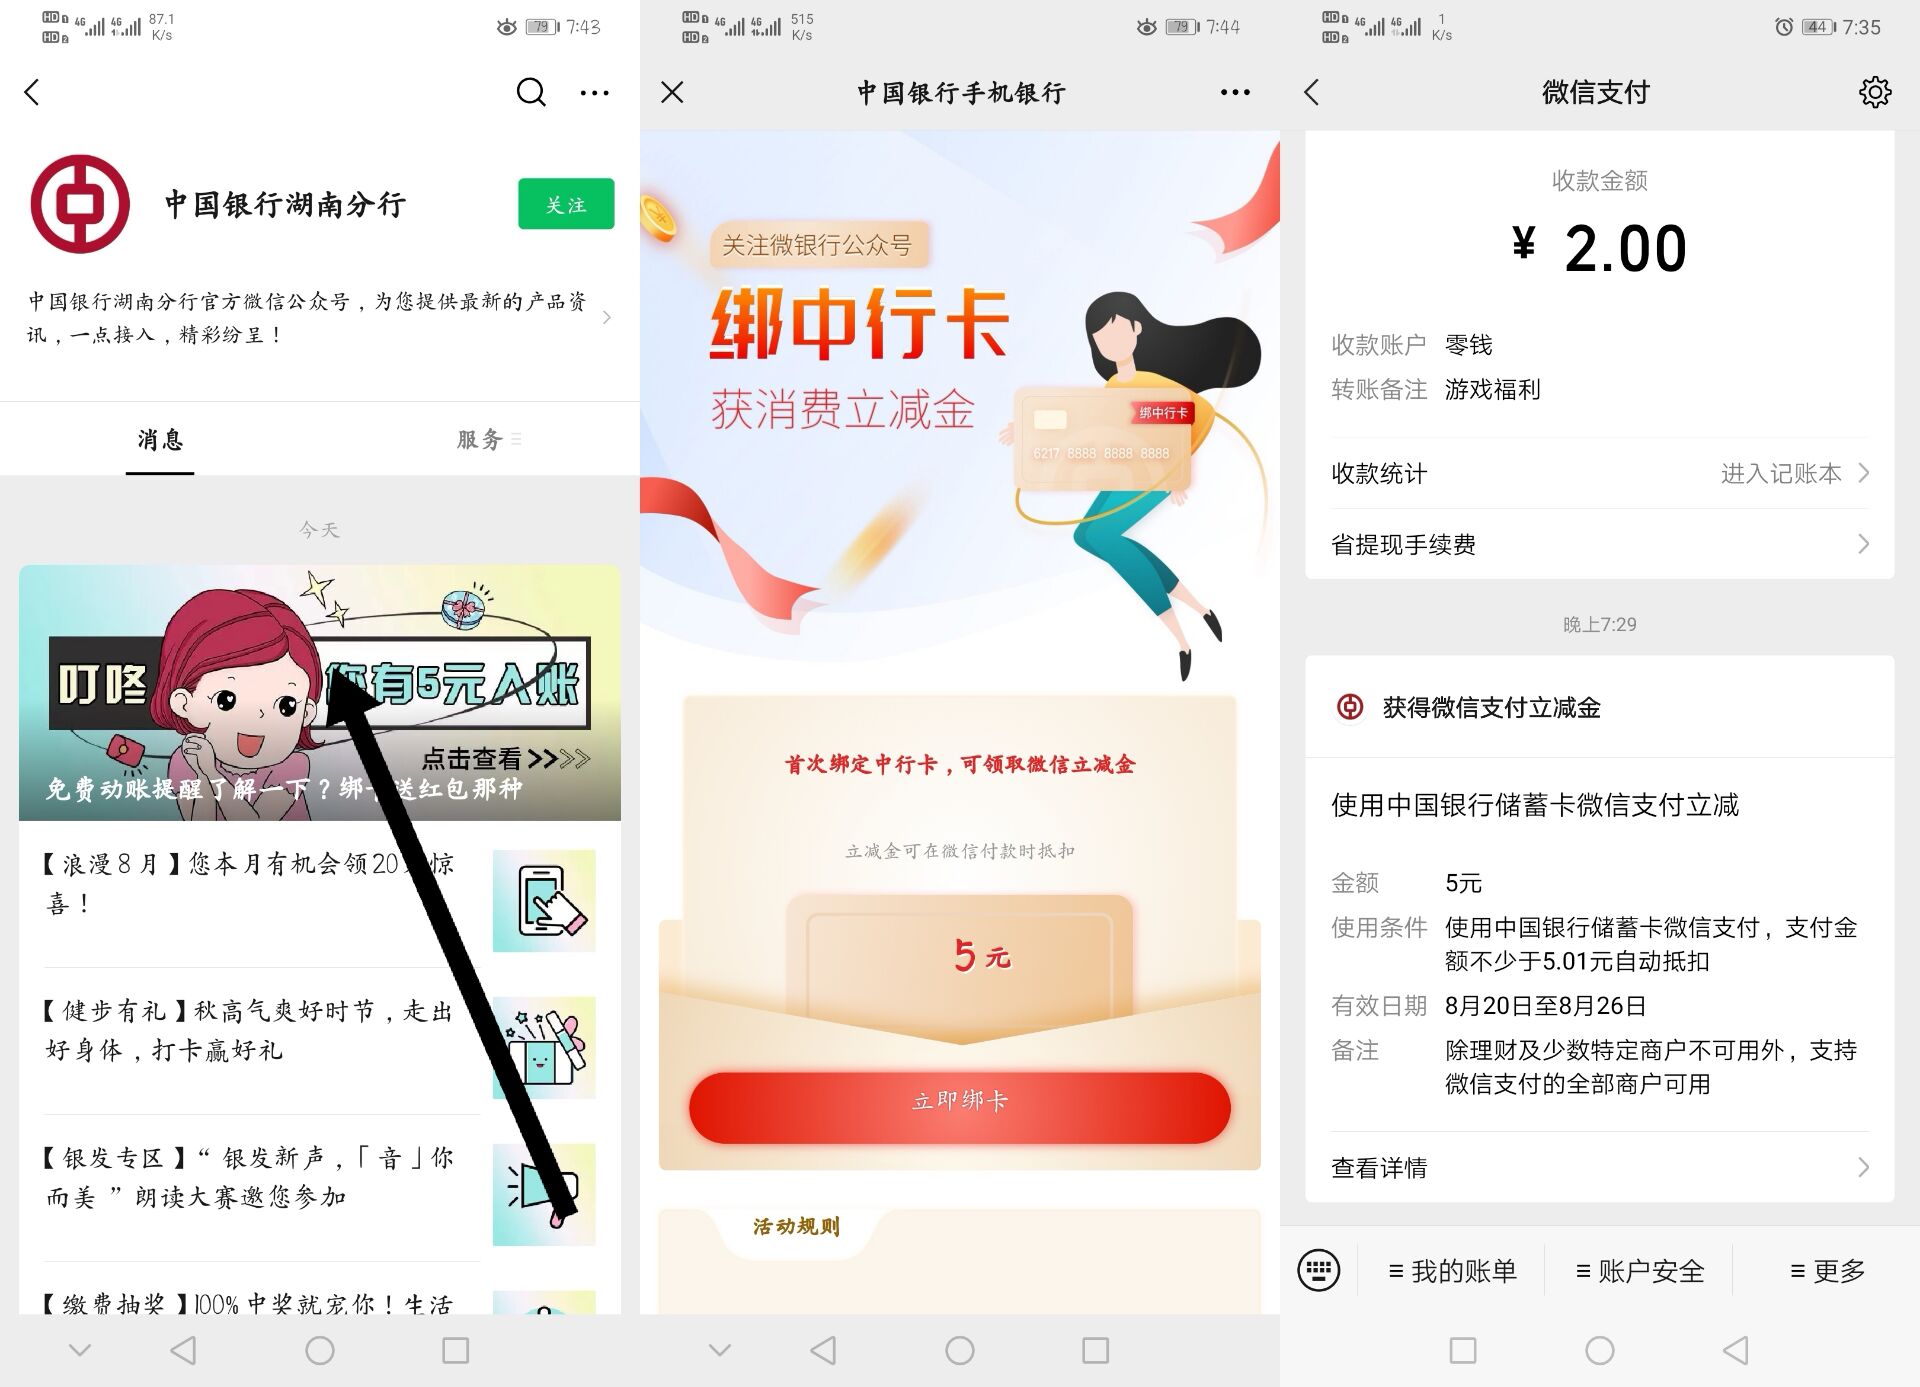 HD 1 4G 4G 87.1
HD 2 K/s
79 7:43
中国银行湖南分行
关注
中国银行湖南分行官方微信公众号，为您提供最新的产品资
讯，一点接入，精彩纷呈！
消息
服务
今天
叮咚 你有5元入账
点击查看
免费动账提醒了解一下？绑卡送红包那种
【浪漫8月】您本月有机会领20元惊
喜！
【健步有礼】秋高气爽好时节，走出
好身体，打卡赢好礼
【银发专区】“银发新声，「音」你
而美”朗读大赛邀您参加
【缴费抽奖】100%中奖就宠你！生活
HD 1 4G 4G 515
HD 2 K/s
79 7:44
中国银行手机银行
关注微银行公众号
绑中行卡
获消费立减金
绑中行卡
6217 8888 8888 8888
首次绑定中行卡，可领取微信立减金
立减金可在微信付款时抵扣
5元
立即绑卡
活动规则
HD 1 4G 4G 1
HD 2 K/s
44 7:35
微信支付
收款金额
¥ 2.00
收款账户 零钱
转账备注 游戏福利
收款统计 进入记账本
省提现手续费
晚上7:29
获得微信支付立减金
使用中国银行储蓄卡微信支付立减
金额 5元
使用条件 使用中国银行储蓄卡微信支付，支付金
额不少于5.01元自动抵扣
有效日期 8月20日至8月26日
备注 除理财及少数特定商户不可用外，支持
微信支付的全部商户可用
查看详情
我的账单
账户安全
更多